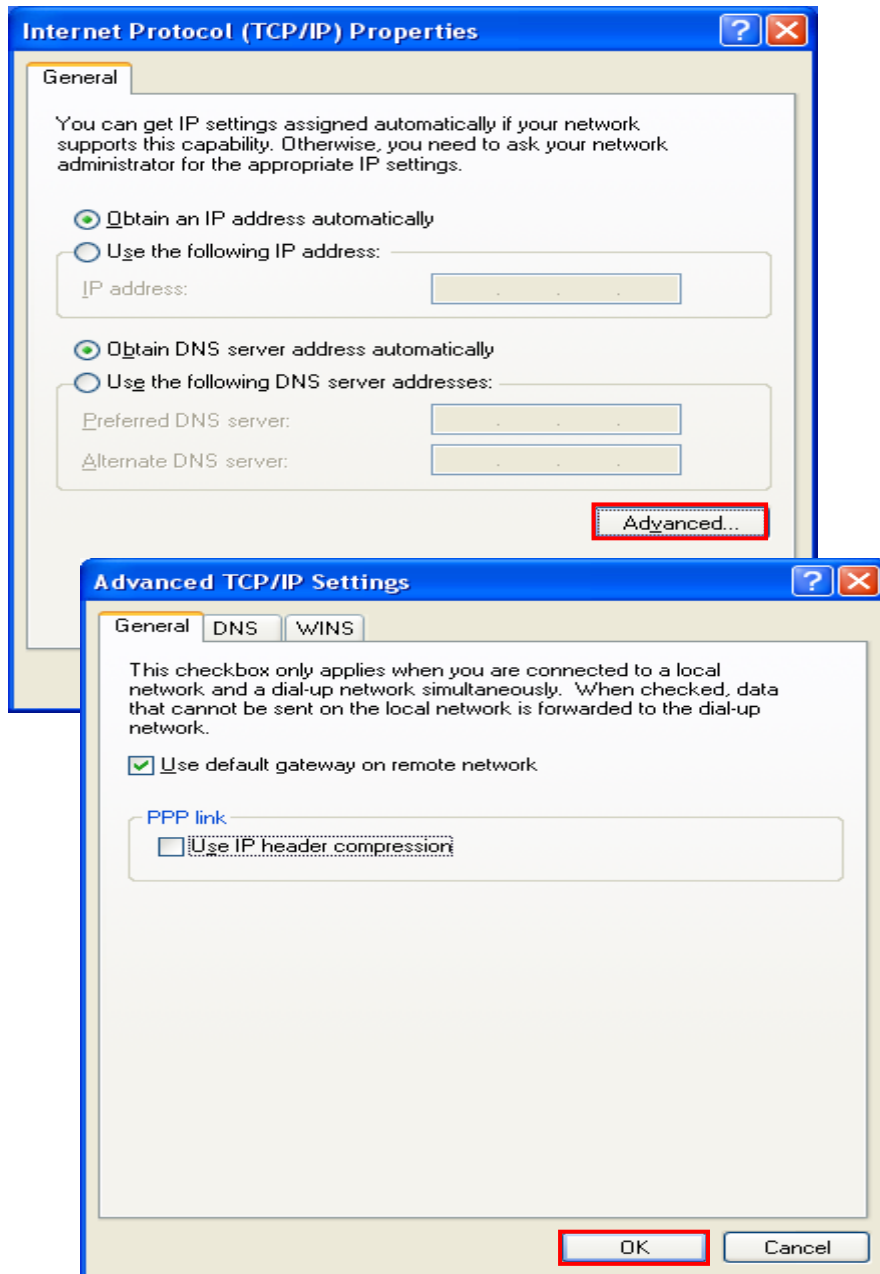 Internet Protocol (TCP/IP) Properties
General
You can get IP settings assigned automatically if your network
supports this capability. Otherwise, you need to ask your network
administrator for the appropriate IP settings.
Obtain an IP address automatically
Use the following IP address:
IP address:
Obtain DNS server address automatically
Use the following DNS server addresses:
Preferred DNS server:
Alternate DNS server:
Advanced...
Advanced TCP/IP Settings
General DNS WINS
This checkbox only applies when you are connected to a local
network and a dial-up network simultaneously. When checked, data
that cannot be sent on the local network is forwarded to the dial-up
network.
Use default gateway on remote network
PPP link
Use IP header compression
OK Cancel